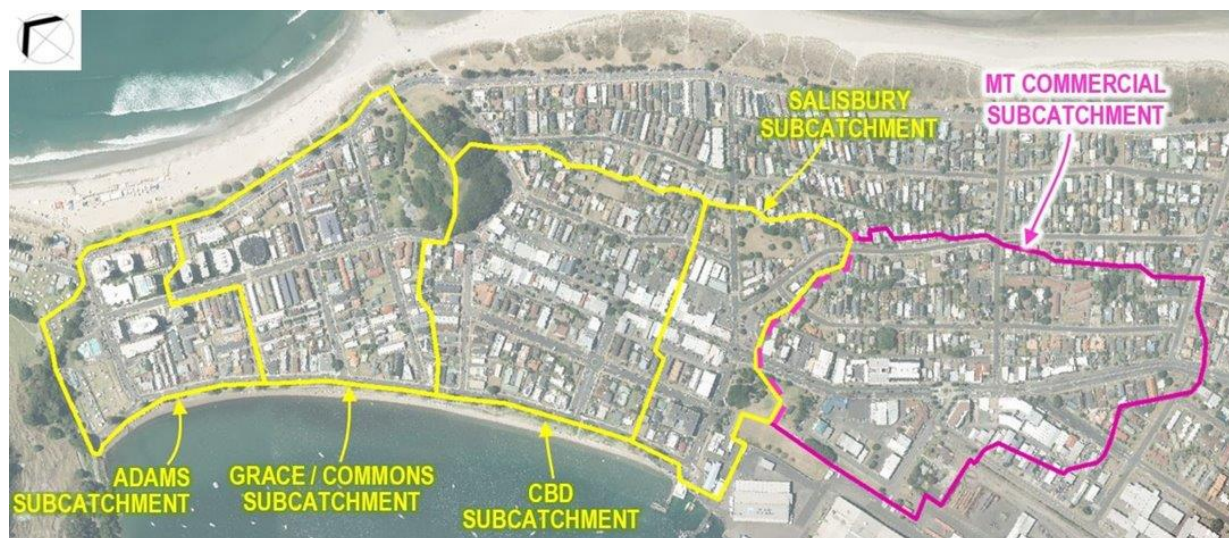 SALISBURY
SUBCATCHMENT
MT COMMERCIAL
SUBCATCHMENT
ADAMS
SUBCATCHMENT
GRACE / COMMONS
SUBCATCHMENT
CBD
SUBCATCHMENT